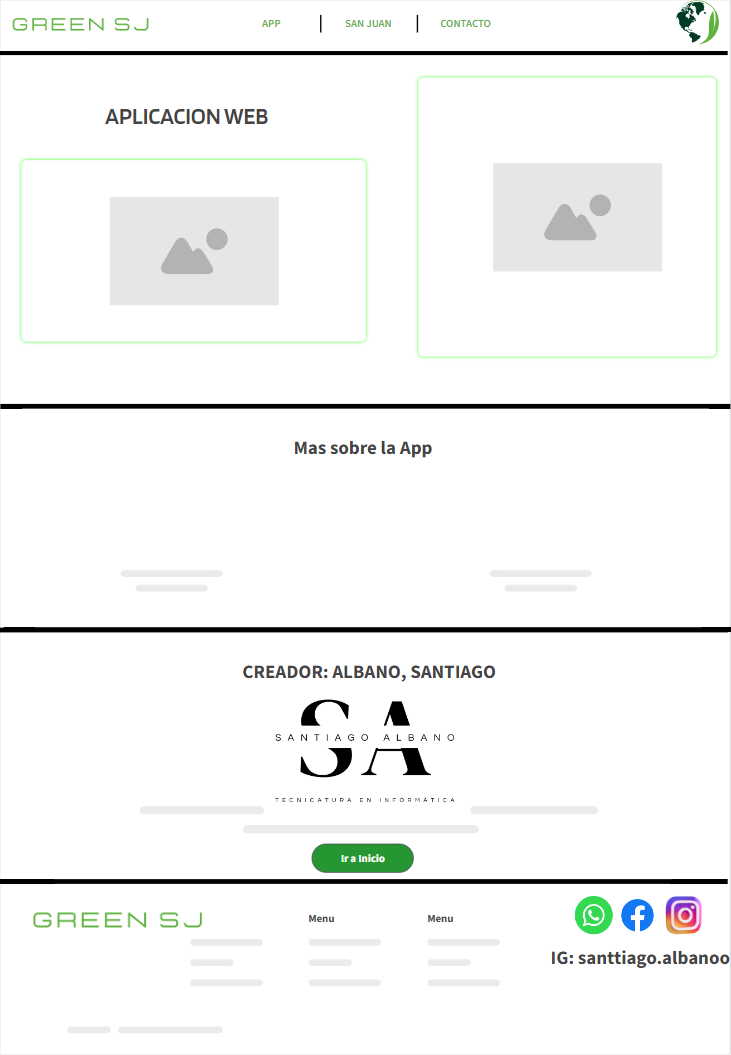 GREEN SJ
APP
SAN JUAN
CONTACTO
APLICACION WEB
Mas sobre la App
CREADOR: ALBANO, SANTIAGO
SA
SANTIAGO ALBANO
TECNICATURA EN INFORMÁTICA
Ir a Inicio
GREEN SJ
Menu
Menu
IG: santtiago.albanoo